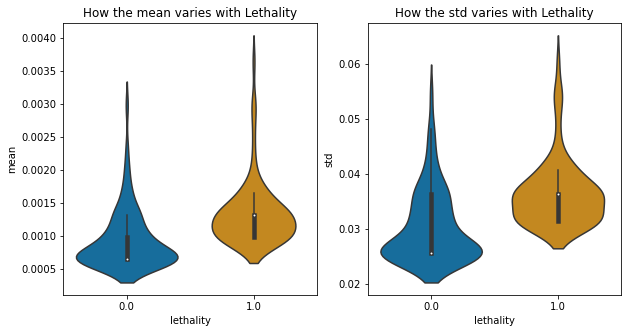 How the mean varies with Lethality
mean
0.0040
0.0035
0.0030
0.0025
0.0020
0.0015
0.0010
0.0005
0.0 1.0
lethality
How the std varies with Lethality
std
0.06
0.05
0.04
0.03
0.02
0.0 1.0
lethality